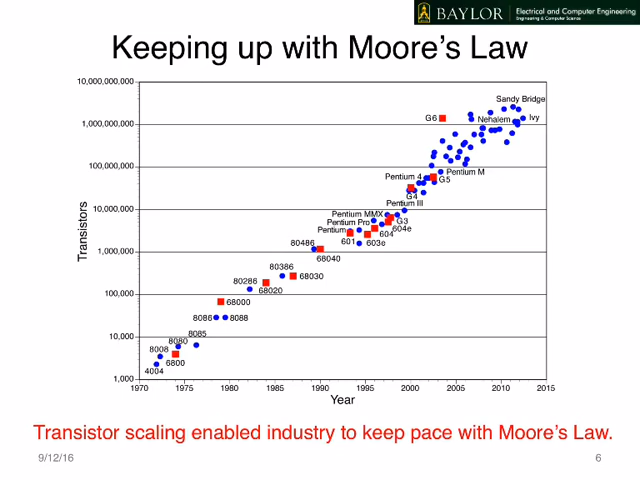 BAYLOR
Electrical and Computer Engineering
Engineering & Computer Science
Keeping up with Moore's Law
10,000,000,000
Sandy Bridge
G6
Nehalem
Ivy
1,000,000,000
Pentium M
100,000,000
Pentium 4
G5
G4
Pentium III
10,000,000
Pentium MMX
G3
Pentium Pro
604e
Pentium
604
601
603e
80486
1,000,000
68040
80386
68030
80286
68020
100,000
68000
8086
8088
8085
10,000
8080
8008
6800
4004
1,000
Transistors
1970 1975 1980 1985 1990 1995 2000 2005 2010 2015
Year
Transistor scaling enabled industry to keep pace with Moore's Law.
9/12/16
6